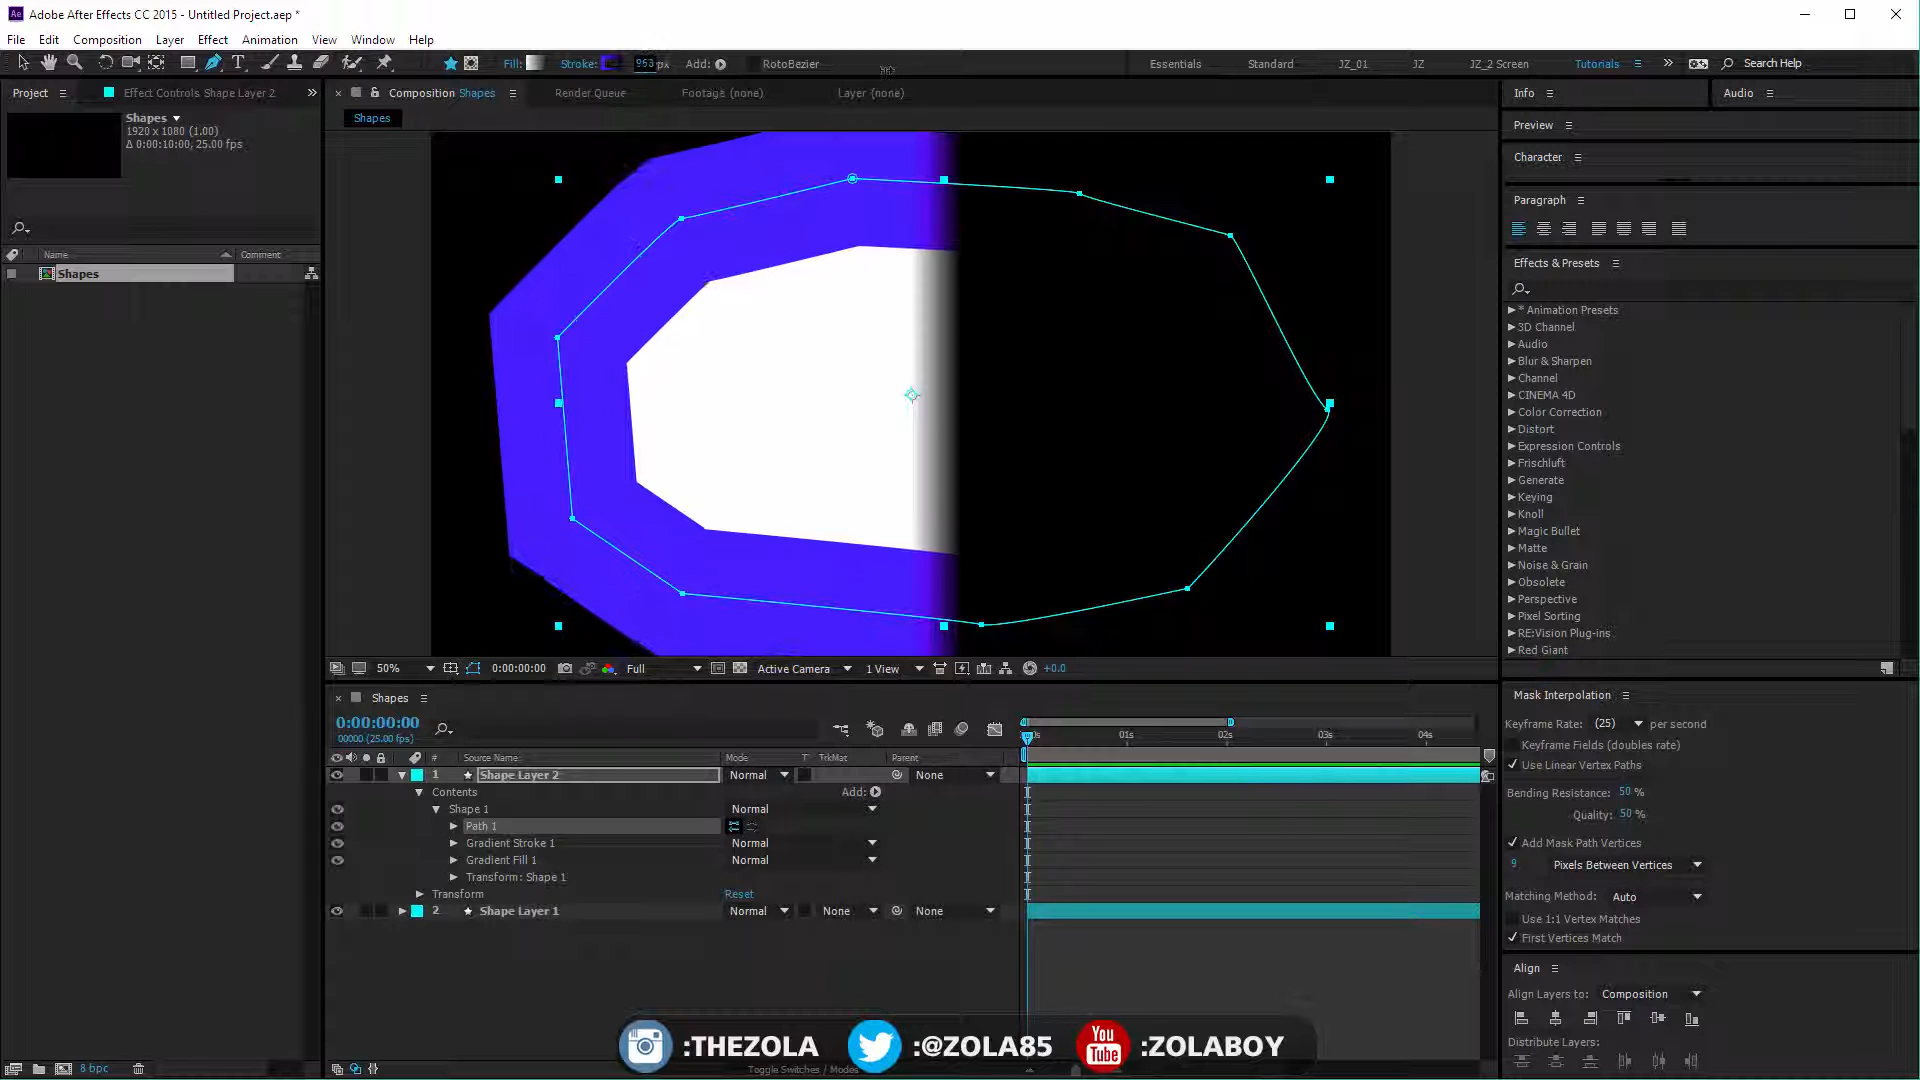 Adobe After Effects CC 2015 - Untitled Project.aep *
File Edit Composition Layer Effect Animation View Window Help
Fill: Stroke: px Add: RotoBezier Essentials Standard JZ_01 JZ JZ_2 Screen Tutorials Search Help
Project Effect Controls Shape Layer 2
Composition Shapes Render Queue Footage (none) Layer (none)
Info Audio
Shapes
Shapes
1920 x 1080 (1.00)
Δ 0:00:10:00, 25.00 fps
Name Comment
Shapes
Preview
Character
Paragraph
Effects & Presets
* Animation Presets
3D Channel
Audio
Blur & Sharpen
Channel
CINEMA 4D
Color Correction
Distort
Expression Controls
Frischluft
Generate
Keying
Knoll
Magic Bullet
Matte
Noise & Grain
Obsolete
Perspective
Pixel Sorting
RE:Vision Plug-ins
Red Giant
50% 0:00:00:00 Full Active Camera 1 View +0.0
Shapes
0:00:00:00
00000 (25.00 fps)
01s 02s 03s 04s
# Source Name: Mode T TrkMat Parent
1 Shape Layer 2 Normal None
Contents Add:
Shape 1 Normal
Path 1
Gradient Stroke 1 Normal
Gradient Fill 1 Normal
Transform: Shape 1
Transform Reset
2 Shape Layer 1 Normal None None
Mask Interpolation
Keyframe Rate: (25) per second
Keyframe Fields (doubles rate)
Use Linear Vertex Paths
Bending Resistance: 50 %
Quality: 50 %
Add Mask Path Vertices
9 Pixels Between Vertices
Matching Method: Auto
Use 1:1 Vertex Matches
First Vertices Match
Align
Align Layers to: Composition
Distribute Layers:
:THEZOLA :@ZOLA85 You Tube :ZOLABOY
8 bpc
Toggle Switches / Modes